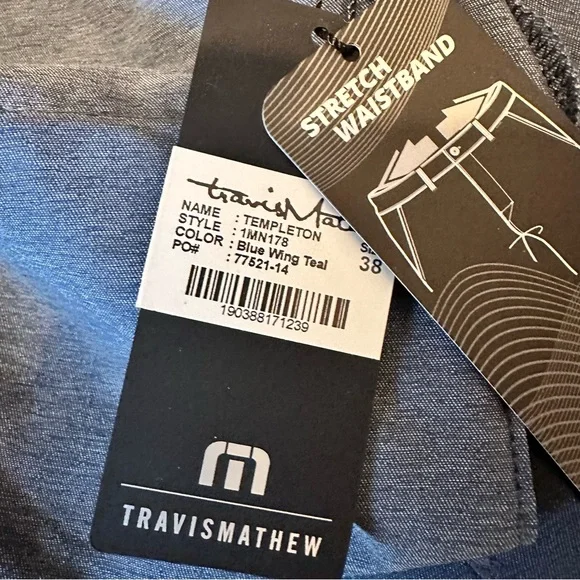 STRETCH
WAISTBAND
travisMat
NAME : TEMPLETON
STYLE : 1MN178
COLOR : Blue Wing Teal
PO# : 77521-14
38
190388171239
TRAVISMATHEW